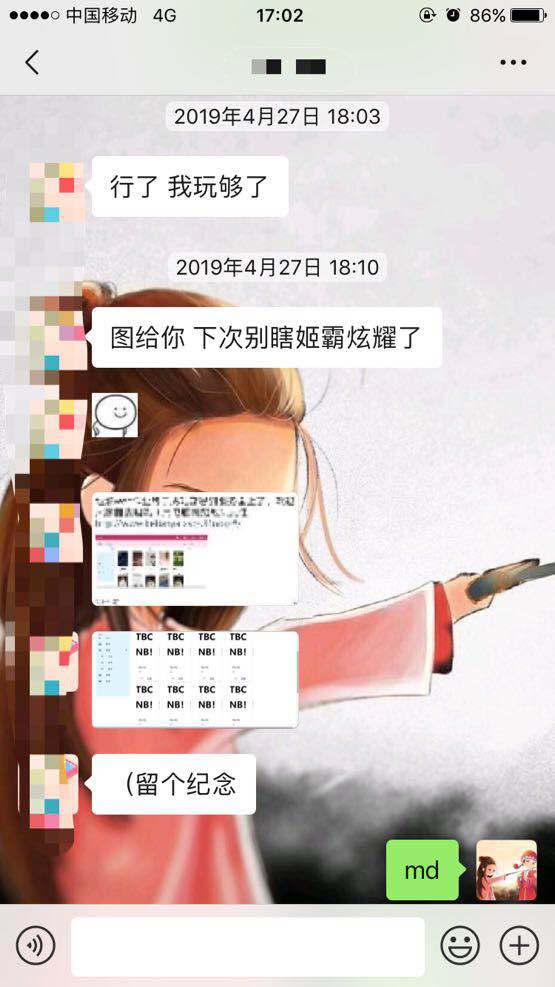 中国移动 4G 17:02 86%
2019年4月27日 18:03
行了 我玩够了
2019年4月27日 18:10
图给你 下次别瞎姬霸炫耀了
TBC TBC TBC TBC
NB! NB! NB! NB!
TBC TBC TBC TBC
NB! NB! NB! NB!
（留个纪念
md